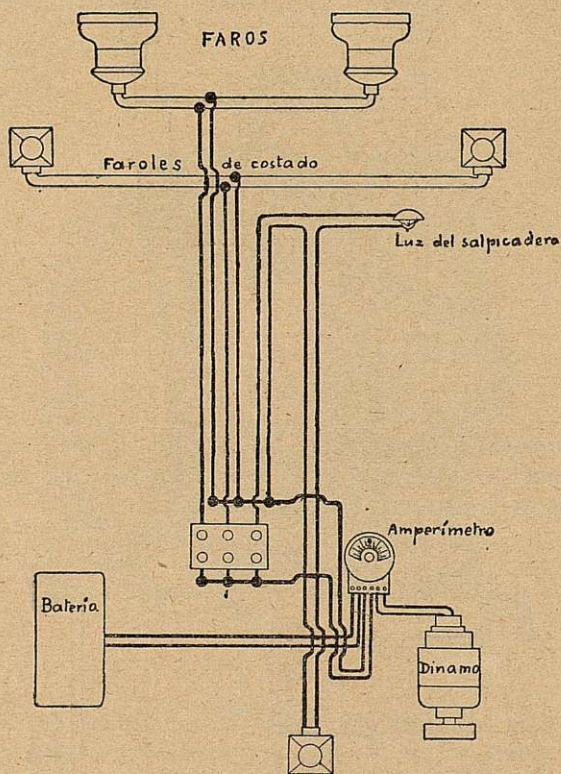 FAROS
Faroles de costado
Luz del salpicadera
Amperímetro
Batería
Dinamo